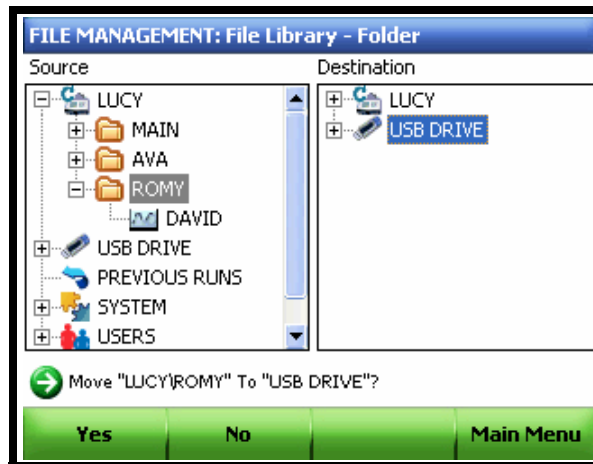 FILE MANAGEMENT: File Library - Folder
Source
Destination
LUCY
MAIN
AVA
ROMY
DAVID
USB DRIVE
PREVIOUS RUNS
SYSTEM
USERS
LUCY
USB DRIVE
Move "LUCY\ROMY" To "USB DRIVE"?
Yes No Main Menu